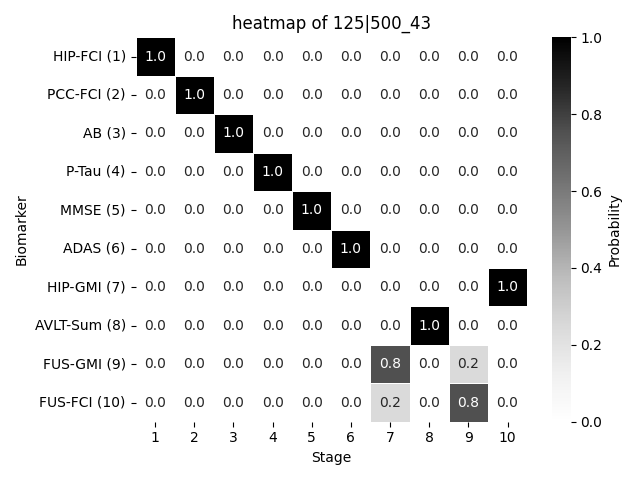 heatmap of 125|500_43
HIP-FCI (1) 1.0 0.0 0.0 0.0 0.0 0.0 0.0 0.0 0.0 0.0
PCC-FCI (2) 0.0 1.0 0.0 0.0 0.0 0.0 0.0 0.0 0.0 0.0
AB (3) 0.0 0.0 1.0 0.0 0.0 0.0 0.0 0.0 0.0 0.0
P-Tau (4) 0.0 0.0 0.0 1.0 0.0 0.0 0.0 0.0 0.0 0.0
MMSE (5) 0.0 0.0 0.0 0.0 1.0 0.0 0.0 0.0 0.0 0.0
ADAS (6) 0.0 0.0 0.0 0.0 0.0 1.0 0.0 0.0 0.0 0.0
HIP-GMI (7) 0.0 0.0 0.0 0.0 0.0 0.0 0.0 0.0 0.0 1.0
AVLT-Sum (8) 0.0 0.0 0.0 0.0 0.0 0.0 0.0 1.0 0.0 0.0
FUS-GMI (9) 0.0 0.0 0.0 0.0 0.0 0.0 0.8 0.0 0.2 0.0
FUS-FCI (10) 0.0 0.0 0.0 0.0 0.0 0.0 0.2 0.0 0.8 0.0
1 2 3 4 5 6 7 8 9 10
Stage
Biomarker
1.0
0.8
0.6
0.4
0.2
0.0
Probability